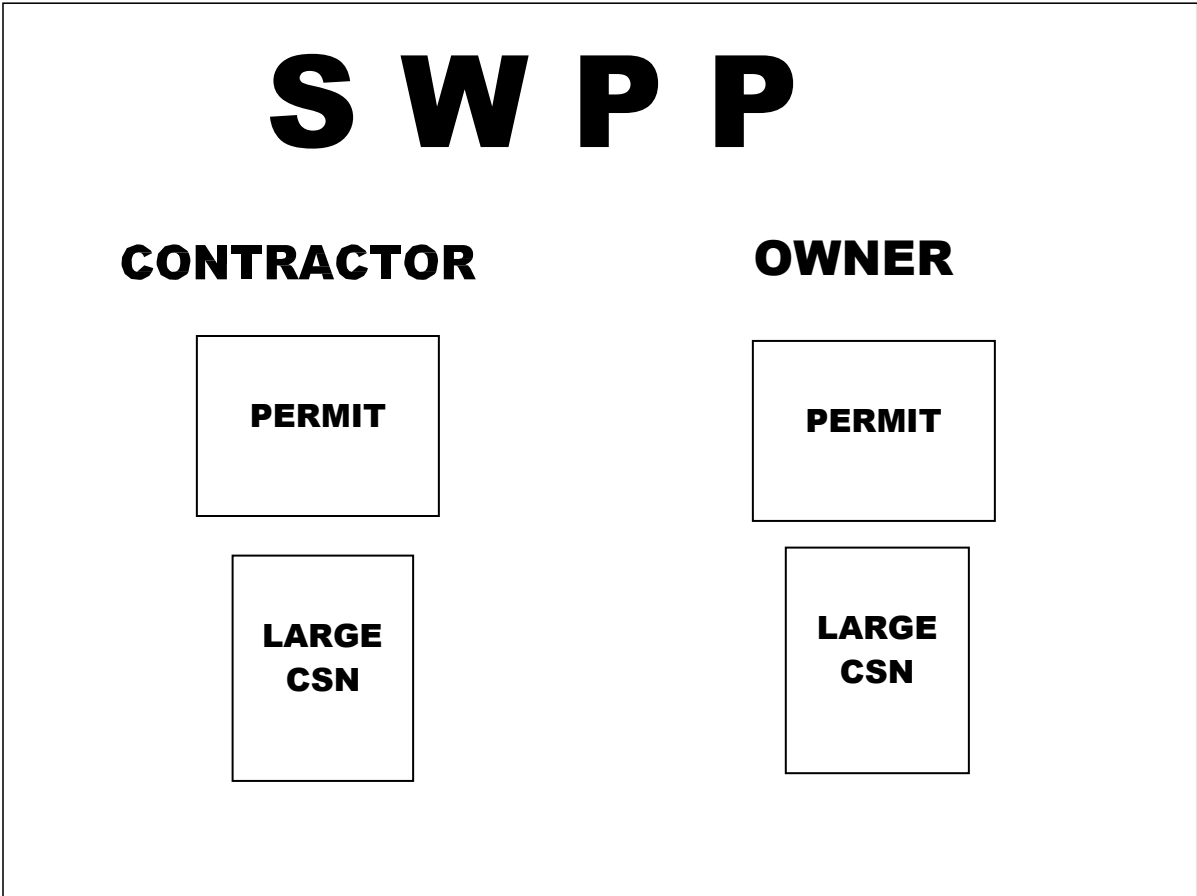 S W P P
CONTRACTOR
PERMIT
LARGE
CSN
OWNER
PERMIT
LARGE
CSN